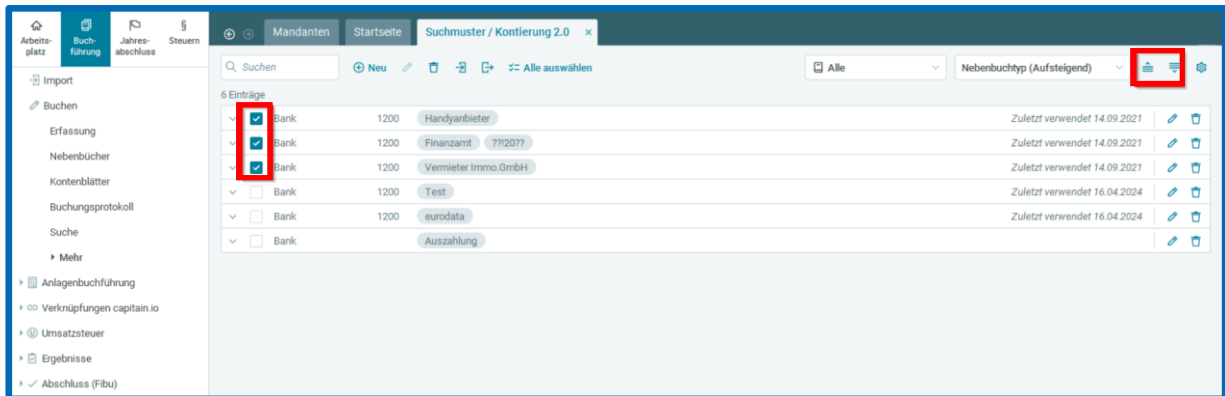 Arbeits-
platz
Buch-
führung
Jahres-
abschluss
Steuern
Mandanten
Startseite
Suchmuster / Kontierung 2.0 ×
Suchen
Neu
Alle auswählen
Alle
Nebenbuchtyp (Aufsteigend)
6 Einträge
Bank 1200 Handyanbieter Zuletzt verwendet 14.09.2021
Bank 1200 Finanzamt ??!20?? Zuletzt verwendet 14.09.2021
Bank 1200 Vermieter Immo.GmbH Zuletzt verwendet 14.09.2021
Bank 1200 Test Zuletzt verwendet 16.04.2024
Bank 1200 eurodata Zuletzt verwendet 16.04.2024
Bank Auszahlung
Import
Buchen
Erfassung
Nebenbücher
Kontenblätter
Buchungsprotokoll
Suche
Mehr
Anlagenbuchführung
Verknüpfungen capitain.io
Umsatzsteuer
Ergebnisse
Abschluss (Fibu)